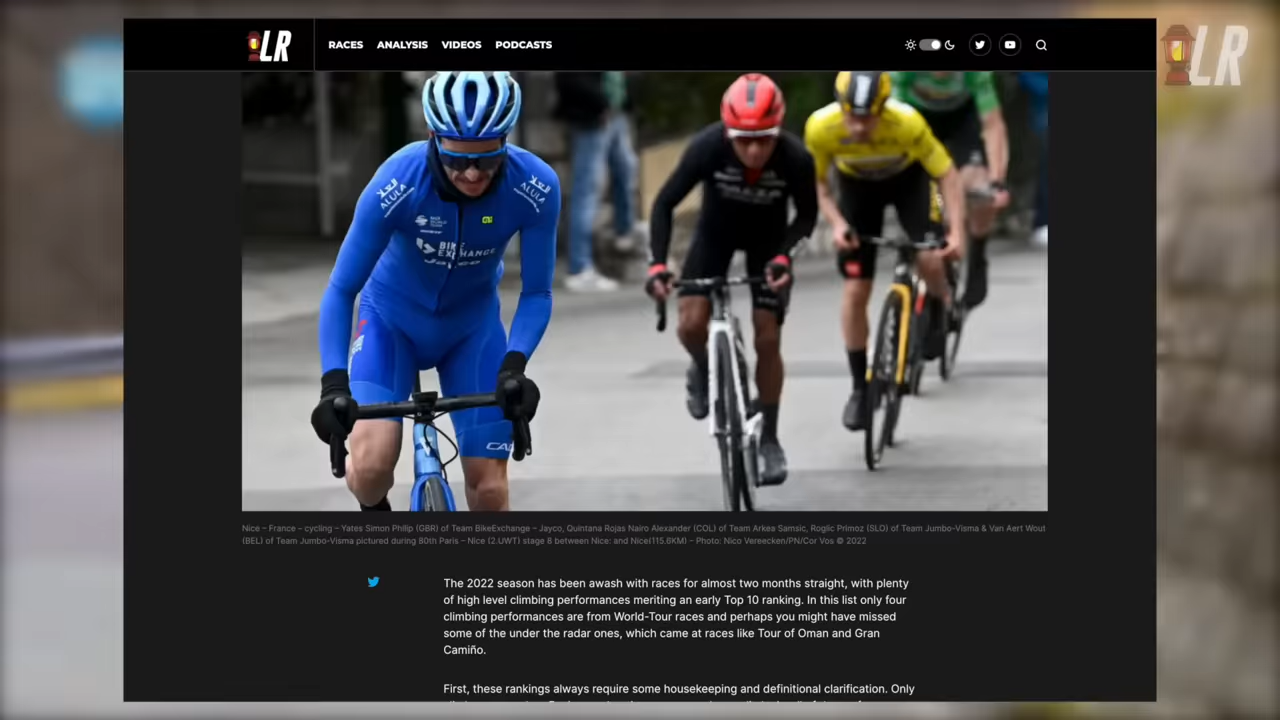 LR
RACES
ANALYSIS
VIDEOS
PODCASTS
LR
ALULA
ALULA
BIKE
EXCHANGE
Jayco
Nice – France – cycling – Yates Simon Philip (GBR) of Team BikeExchange – Jayco, Quintana Rojas Nairo Alexander (COL) of Team Arkea Samsic, Roglic Primoz (SLO) of Team Jumbo-Visma & Van Aert Wout
(BEL) of Team Jumbo-Visma pictured during 80th Paris – Nice (2.UWT) stage 8 between Nice: and Nice(115.6KM) – Photo: Nico Vereecken/PN/Cor Vos © 2022
The 2022 season has been awash with races for almost two months straight, with plenty
of high level climbing performances meriting an early Top 10 ranking. In this list only four
climbing performances are from World-Tour races and perhaps you might have missed
some of the under the radar ones, which came at races like Tour of Oman and Gran
Camiño.
First, these rankings always require some housekeeping and definitional clarification. Only